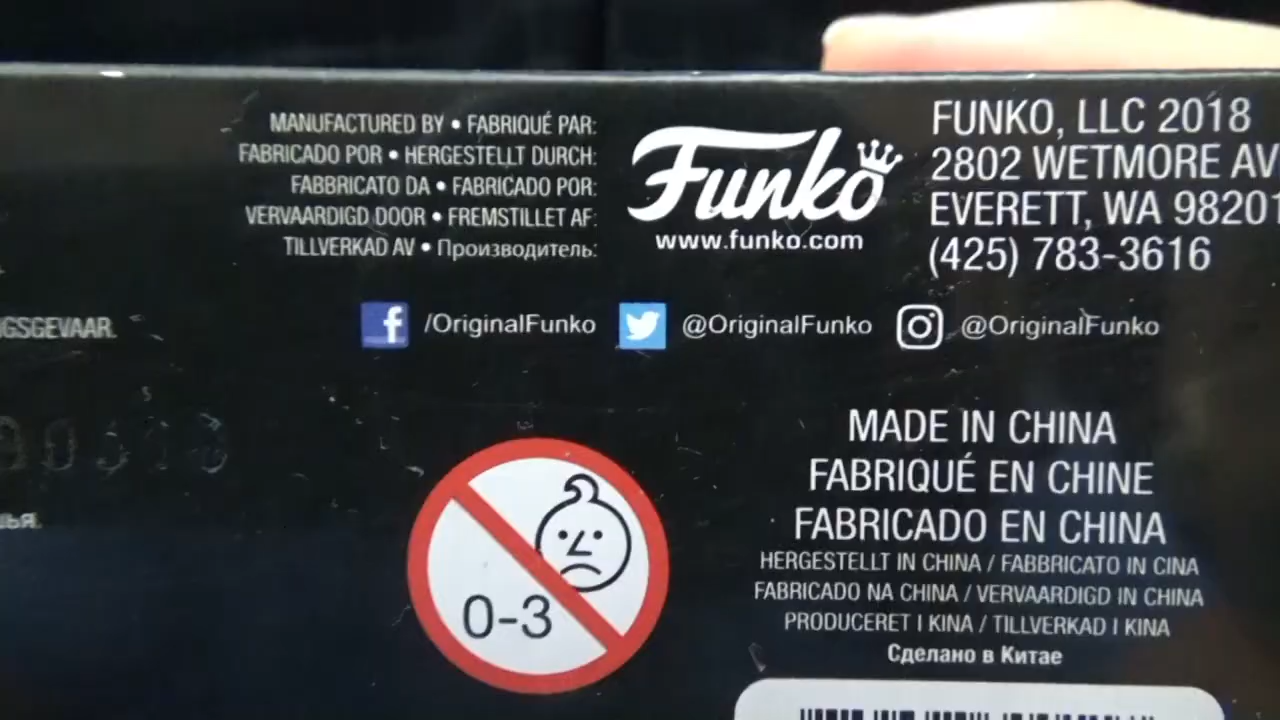 MANUFACTURED BY • FABRIQUÉ PAR:
FABRICADO POR • HERGESTELLT DURCH:
FABBRICATO DA • FABRICADO POR:
VERVAARDIGD DOOR • FREMSTILLET AF:
TILLVERKAD AV • Производитель:
Funko
www.funko.com
FUNKO, LLC 2018
2802 WETMORE AV
EVERETT, WA 98201
(425) 783-3616
GSGEVAAR.
f /OriginalFunko @OriginalFunko @OriginalFunko
0-3
MADE IN CHINA
FABRIQUÉ EN CHINE
FABRICADO EN CHINA
HERGESTELLT IN CHINA / FABBRICATO IN CINA
FABRICADO NA CHINA / VERVAARDIGD IN CHINA
PRODUCERET I KINA / TILLVERKAD I KINA
Сделано в Китае